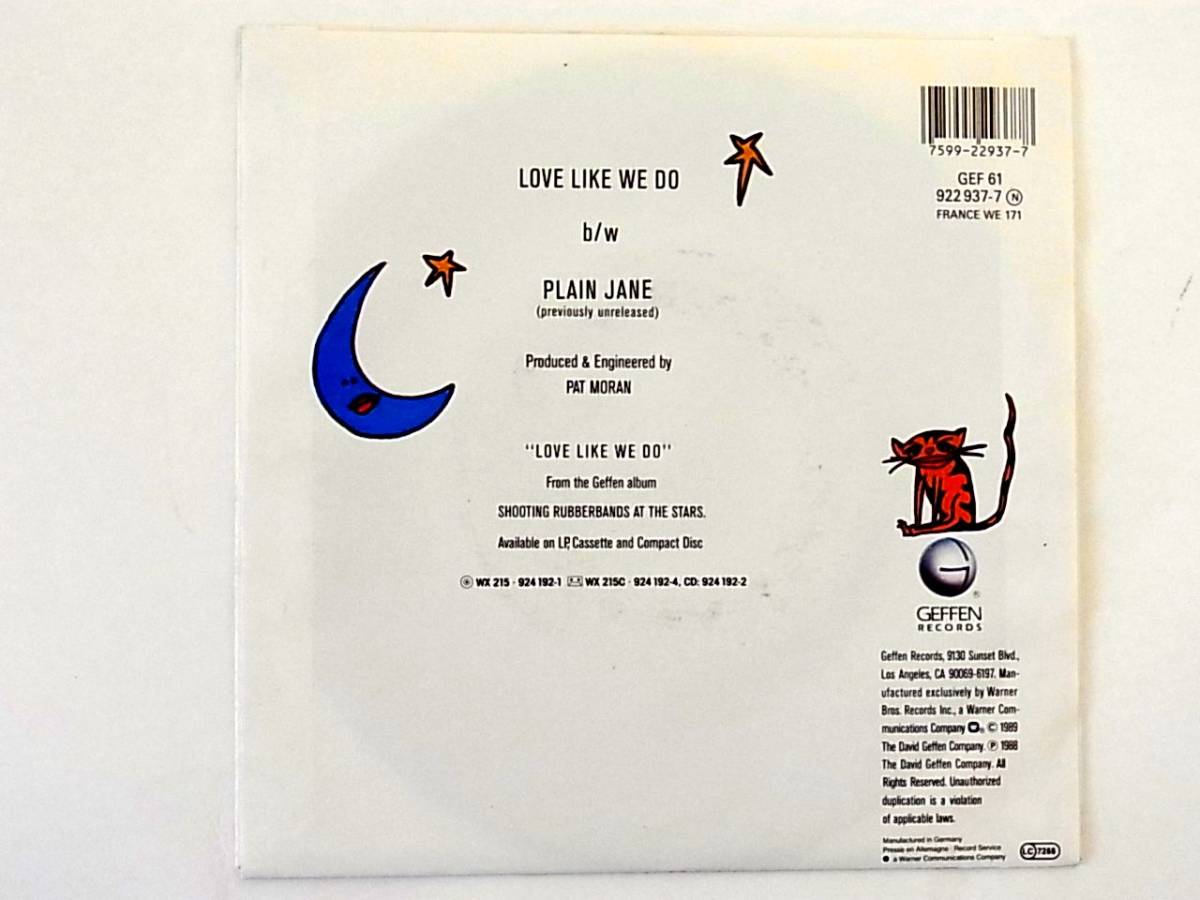 7599-22937-7
GEF 61
922 937-7 N
FRANCE WE 171
LOVE LIKE WE DO
b/w
PLAIN JANE
(previously unreleased)
Produced & Engineered by
PAT MORAN
"LOVE LIKE WE DO"
From the Geffen album
SHOOTING RUBBERBANDS AT THE STARS.
Available on LP, Cassette and Compact Disc
WX 215 · 924 192-1 WX 215C · 924 192-4, CD: 924 192-2
G
®
GEFFEN
RECORDS
Geffen Records, 9130 Sunset Blvd.,
Los Angeles, CA 90069-6197. Man-
ufactured exclusively by Warner
Bros. Records Inc., a Warner Com-
munications Company ® © 1989
The David Geffen Company. ℗ 1988
The David Geffen Company. All
Rights Reserved. Unauthorized
duplication is a violation
of applicable laws.
Manufactured in Germany
Pressé en Allemagne · Record Service
a Warner Communications Company
LC 7266